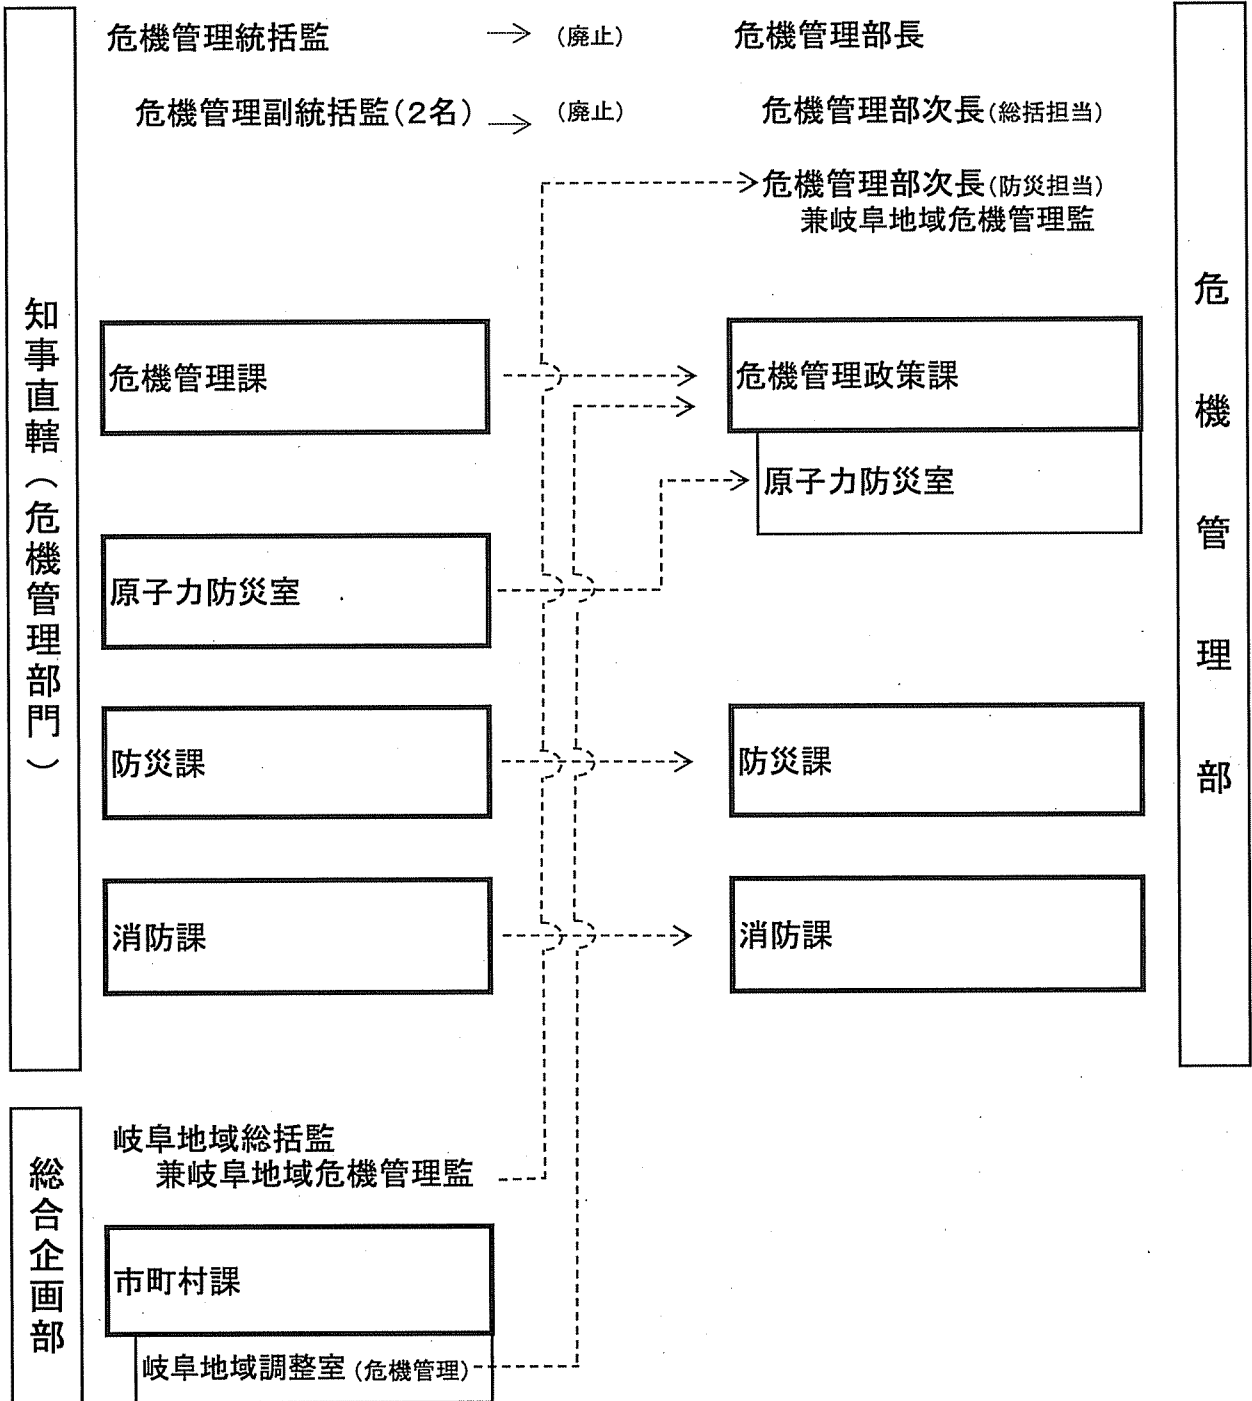 危機管理統括監 → (廃止) 危機管理部長
危機管理副統括監(2名) → (廃止) 危機管理部次長(総括担当)
危機管理部次長(防災担当)
兼岐阜地域危機管理監
知事直轄(危機管理部門)
危機管理部
危機管理課
危機管理政策課
原子力防災室
原子力防災室
防災課
防災課
消防課
消防課
総合企画部
岐阜地域総括監
兼岐阜地域危機管理監
市町村課
岐阜地域調整室(危機管理)